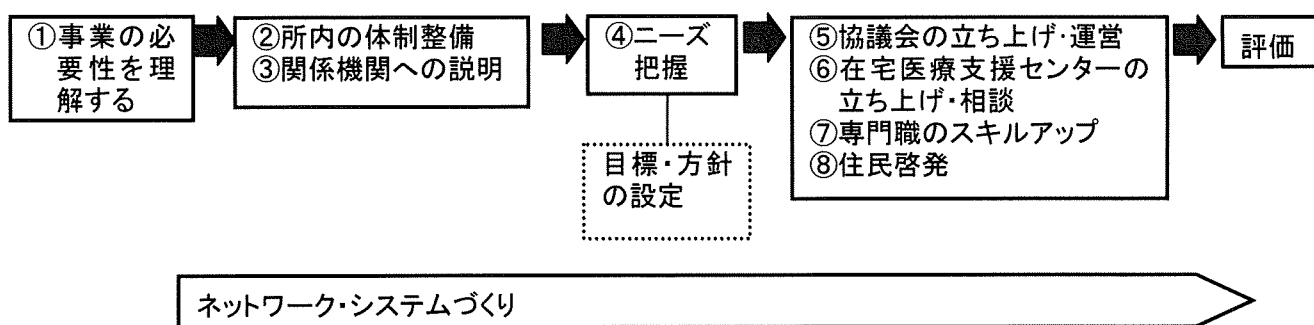 ①事業の必
要性を理
解する
②所内の体制整備
③関係機関への説明
④ニーズ
把握
目標・方針
の設定
⑤協議会の立ち上げ・運営
⑥在宅医療支援センターの
立ち上げ・相談
⑦専門職のスキルアップ
⑧住民啓発
評価
ネットワーク・システムづくり